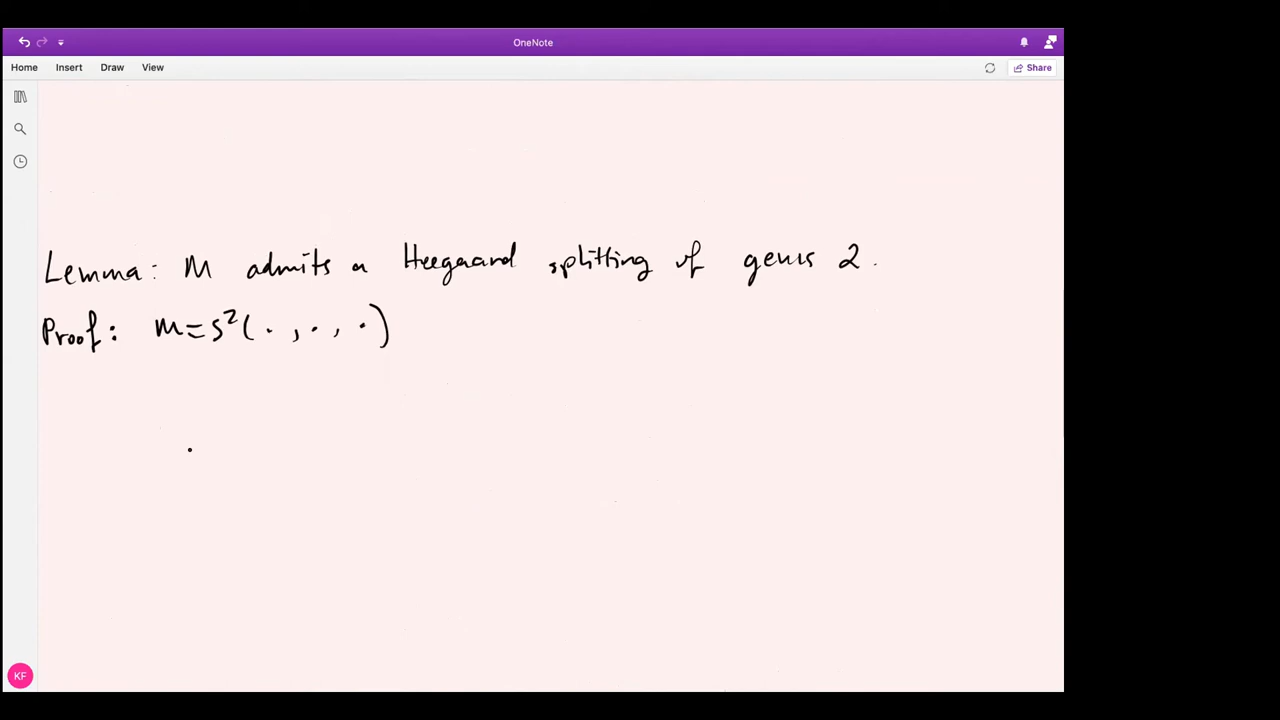 OneNote
Home Insert Draw View Share
Lemma: M admits a Heegaard splitting of genus 2.
Proof: M = S²( · , · , · )
KF